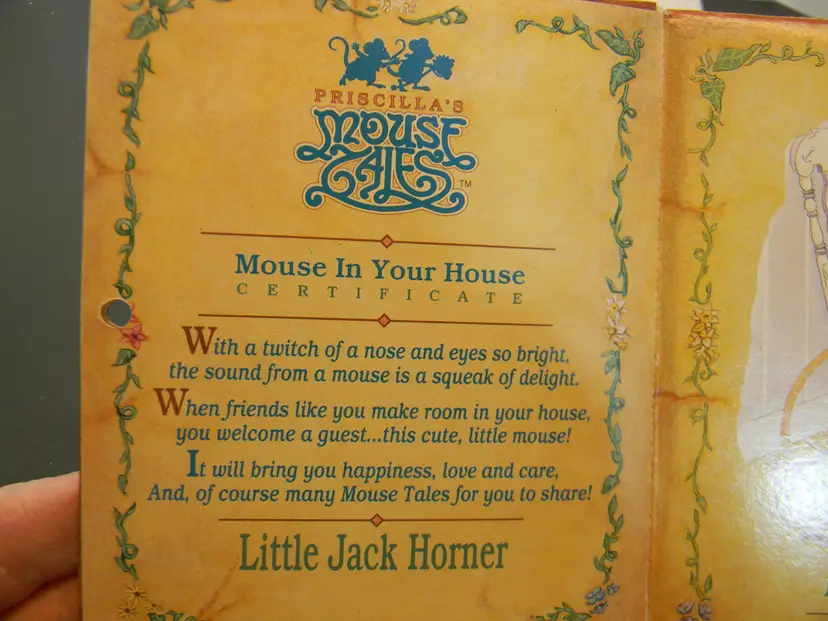 PRISCILLA'S
MOUSE
TALES™
Mouse In Your House
CERTIFICATE
With a twitch of a nose and eyes so bright,
the sound from a mouse is a squeak of delight.
When friends like you make room in your house,
you welcome a guest...this cute, little mouse!
It will bring you happiness, love and care,
And, of course many Mouse Tales for you to share!
Little Jack Horner